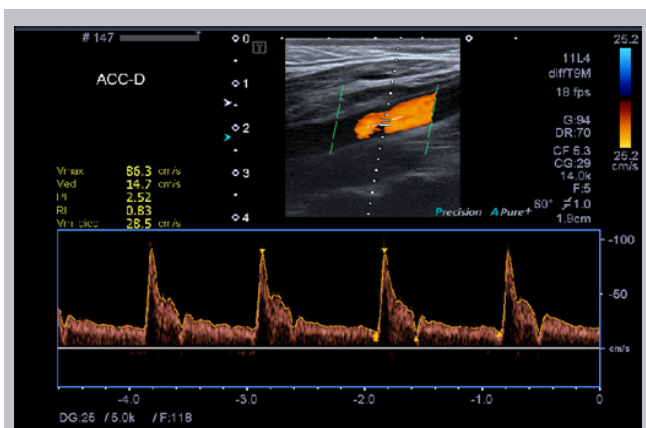 #147
0
T
25.2
11L4
diffT9M
ACC-D
18 fps
1
G:94
DR:70
2
CF 5.3
CG:29
25.2
cm/s
14.0k
F:5
3
Vmax 86.3 cm/s
Ved 14.7 cm/s
PI 2.52
RI 0.83
28.5 cm/s
60° 1.0
Precision APure+
1.9cm
4
-100
-50
cm/s
-4.0 -3.0 -2.0 -1.0 0
DG:25 /5.0k /F:118